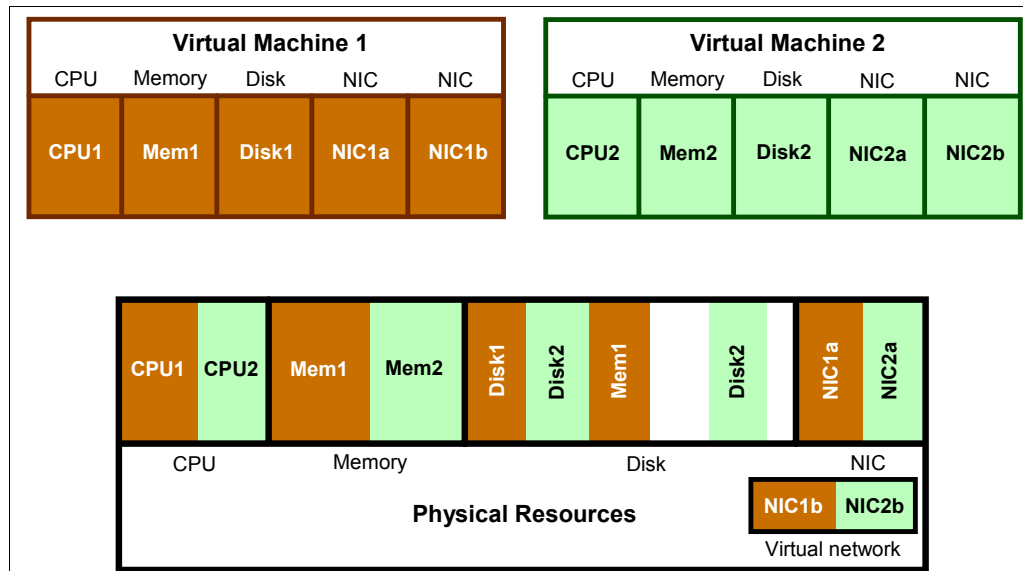 Virtual Machine 1
CPU Memory Disk NIC NIC
CPU1 Mem1 Disk1 NIC1a NIC1b
Virtual Machine 2
CPU Memory Disk NIC NIC
CPU2 Mem2 Disk2 NIC2a NIC2b
CPU1 CPU2 Mem1 Mem2 Disk1 Disk2 Mem1 Disk2 NIC1a NIC2a
CPU Memory Disk NIC
Physical Resources
NIC1b NIC2b
Virtual network